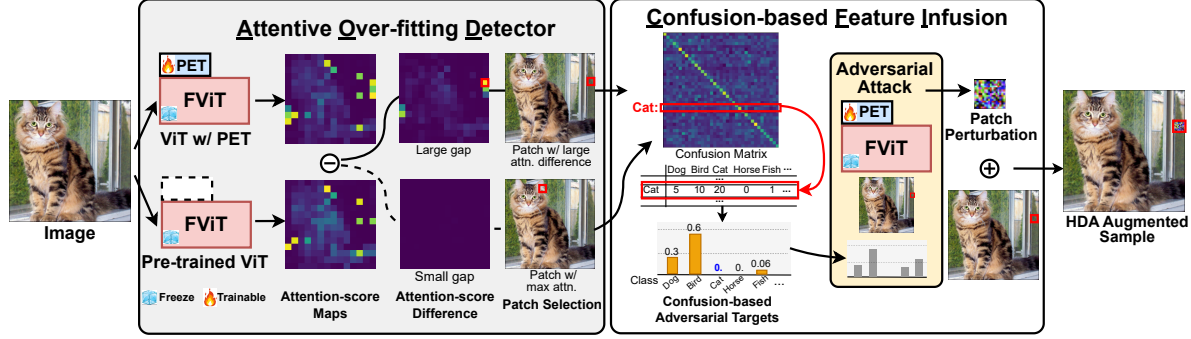 Attentive Over-fitting Detector
Confusion-based Feature Infusion
PET
FViT
ViT w/ PET
Image
FViT
Pre-trained ViT
Freeze
Trainable
Attention-score
Maps
Large gap
Small gap
Attention-score
Difference
Patch w/ large
attn. difference
Patch w/
max attn.
Patch Selection
Cat:
Confusion Matrix
Dog Bird Cat Horse Fish ...
...
Cat 5 10 20 0 1 ...
...
0.3
0.6
0.
0.
0.06
Class
Dog
Bird
Cat
Horse
Fish
...
Confusion-based
Adversarial Targets
Adversarial
Attack
PET
FViT
Patch
Perturbation
HDA Augmented
Sample